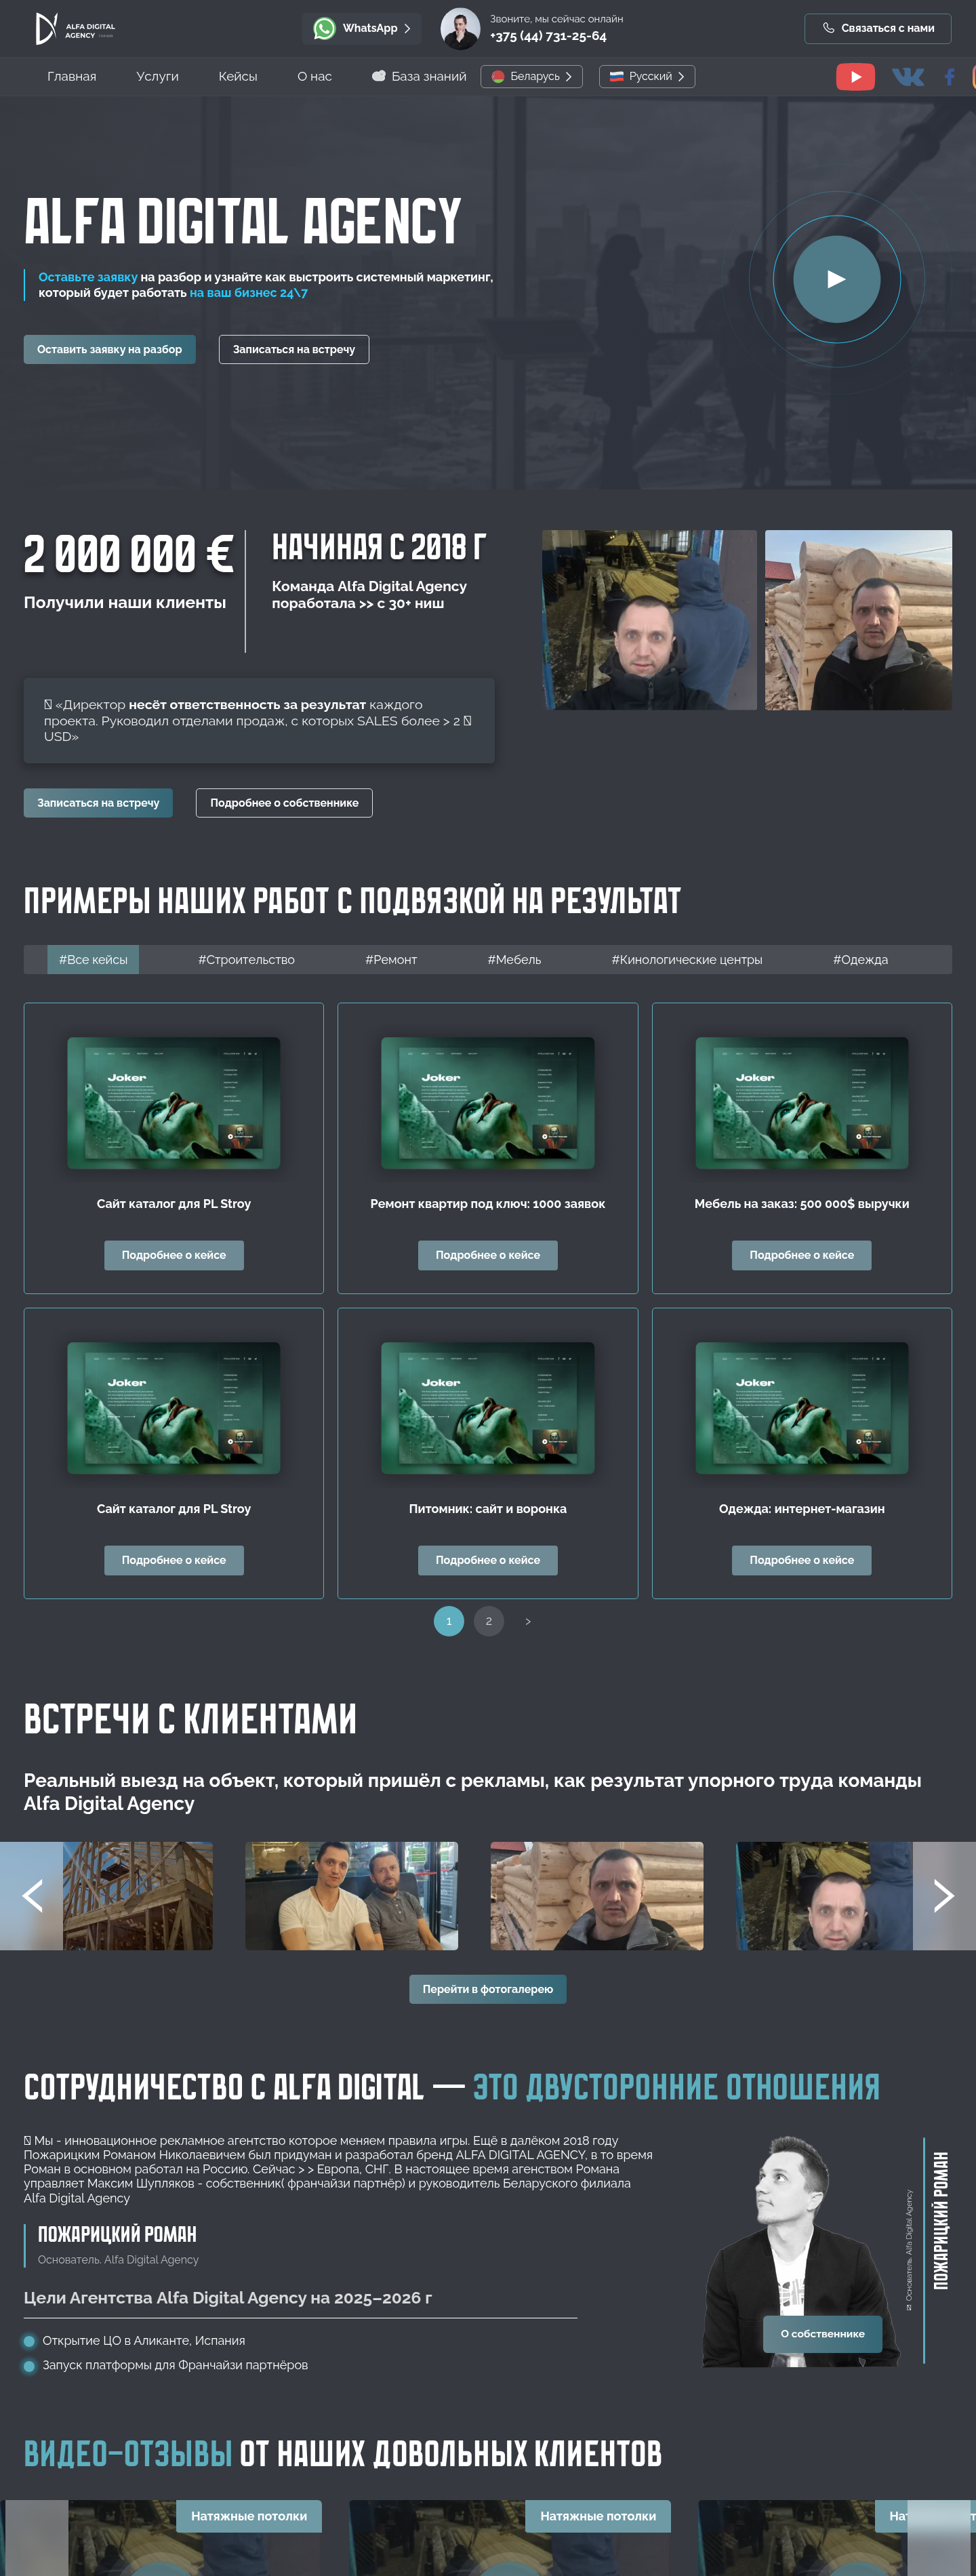 ALFA DIGITAL
AGENCY
WhatsApp
Звоните, мы сейчас онлайн
+375 (44) 731-25-64
Связаться с нами
Главная
Услуги
Кейсы
О нас
База знаний
Беларусь
Русский
ALFA DIGITAL AGENCY
Оставьте заявку на разбор и узнайте как выстроить системный маркетинг,
который будет работать на ваш бизнес 24\7
Оставить заявку на разбор
Записаться на встречу
2 000 000 €
Получили наши клиенты
НАЧИНАЯ С 2018 Г
Команда Alfa Digital Agency
поработала >> с 30+ ниш
«Директор несёт ответственность за результат каждого
проекта. Руководил отделами продаж, с которых SALES более > 2
USD»
Записаться на встречу
Подробнее о собственнике
ПРИМЕРЫ НАШИХ РАБОТ С ПОДВЯЗКОЙ НА РЕЗУЛЬТАТ
#Все кейсы
#Строительство
#Ремонт
#Мебель
#Кинологические центры
#Одежда
Joker
Joker
Joker
Сайт каталог для PL Stroy
Ремонт квартир под ключ: 1000 заявок
Мебель на заказ: 500 000$ выручки
Подробнее о кейсе
Подробнее о кейсе
Подробнее о кейсе
Joker
Joker
Joker
Сайт каталог для PL Stroy
Питомник: сайт и воронка
Одежда: интернет-магазин
Подробнее о кейсе
Подробнее о кейсе
Подробнее о кейсе
1
2
>
ВСТРЕЧИ С КЛИЕНТАМИ
Реальный выезд на объект, который пришёл с рекламы, как результат упорного труда команды
Alfa Digital Agency
Перейти в фотогалерею
СОТРУДНИЧЕСТВО С ALFA DIGITAL — ЭТО ДВУСТОРОННИЕ ОТНОШЕНИЯ
Мы - инновационное рекламное агентство которое меняем правила игры. Ещё в далёком 2018 году
Пожарицким Романом Николаевичем был придуман и разработал бренд ALFA DIGITAL AGENCY, в то время
Роман в основном работал на Россию. Сейчас > > Европа, СНГ. В настоящее время агенством Романа
управляет Максим Шупляков - собственник( франчайзи партнёр) и руководитель Беларуского филиала
Alfa Digital Agency
ПОЖАРИЦКИЙ РОМАН
Основатель. Alfa Digital Agency
Цели Агентства Alfa Digital Agency на 2025–2026 г
Открытие ЦО в Аликанте, Испания
Запуск платформы для Франчайзи партнёров
О собственнике
Основатель. Alfa Digital Agency
ПОЖАРИЦКИЙ РОМАН
ВИДЕО-ОТЗЫВЫ ОТ НАШИХ ДОВОЛЬНЫХ КЛИЕНТОВ
Натяжные потолки
Натяжные потолки